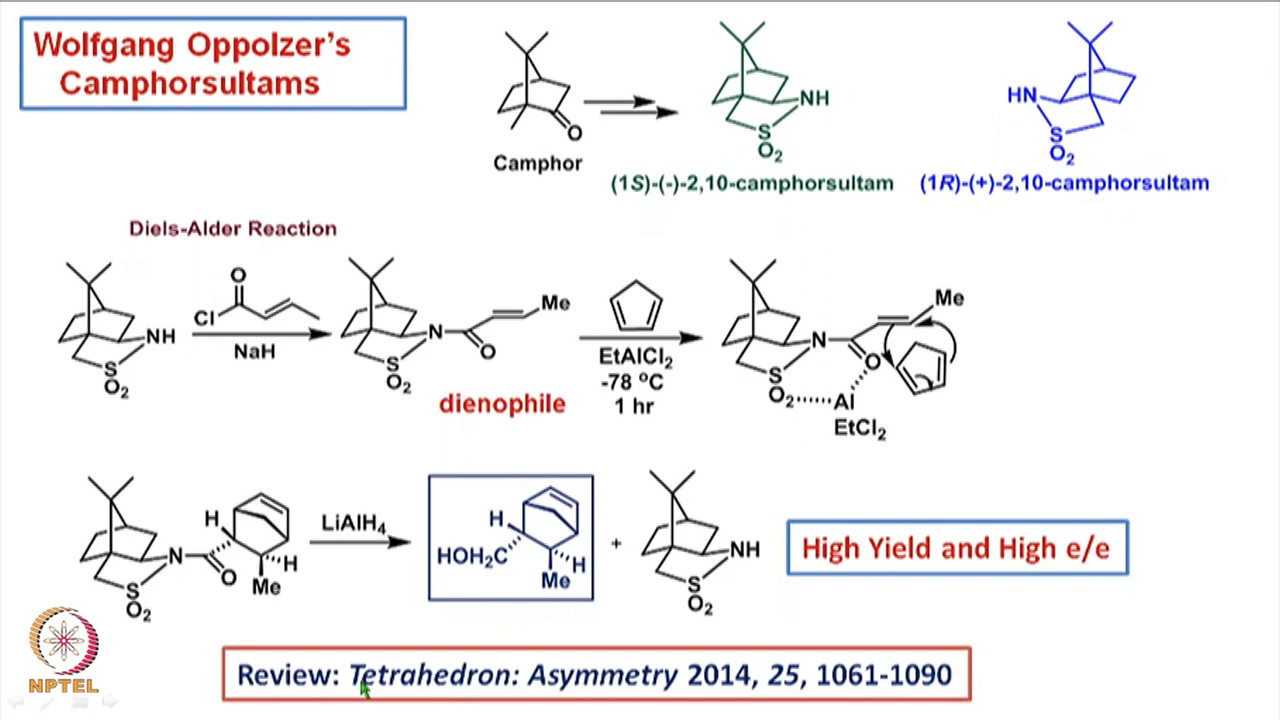 Wolfgang Oppolzer's
Camphorsultams
O
Camphor
NH
S
O2
(1S)-(-)-2,10-camphorsultam
HN
S
O2
(1R)-(+)-2,10-camphorsultam
Diels-Alder Reaction
NH
S
O2
O
Cl
NaH
N
S
O2
O
Me
dienophile
EtAlCl2
-78 ºC
1 hr
N
S
O2
O
Me
Al
EtCl2
N
S
O2
O
H
H
Me
LiAlH4
H
HOH2C
H
Me
+
NH
S
O2
High Yield and High e/e
NPTEL
Review: Tetrahedron: Asymmetry 2014, 25, 1061-1090